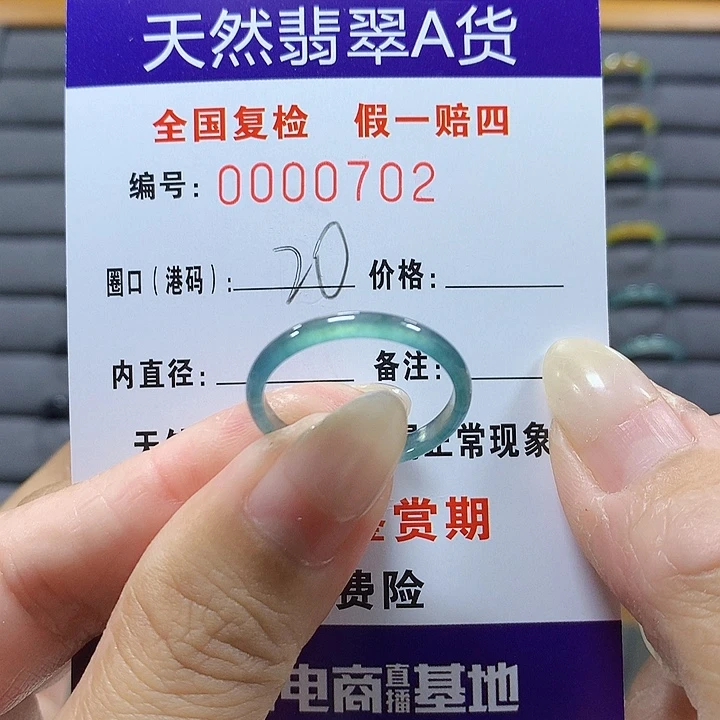 天然翡翠A货
全国复检 假一赔四
编号: 0000702
圈口(港码): 20 价格:
内直径: 备注:
天 正常现象
赏期
费险
电商直播基地